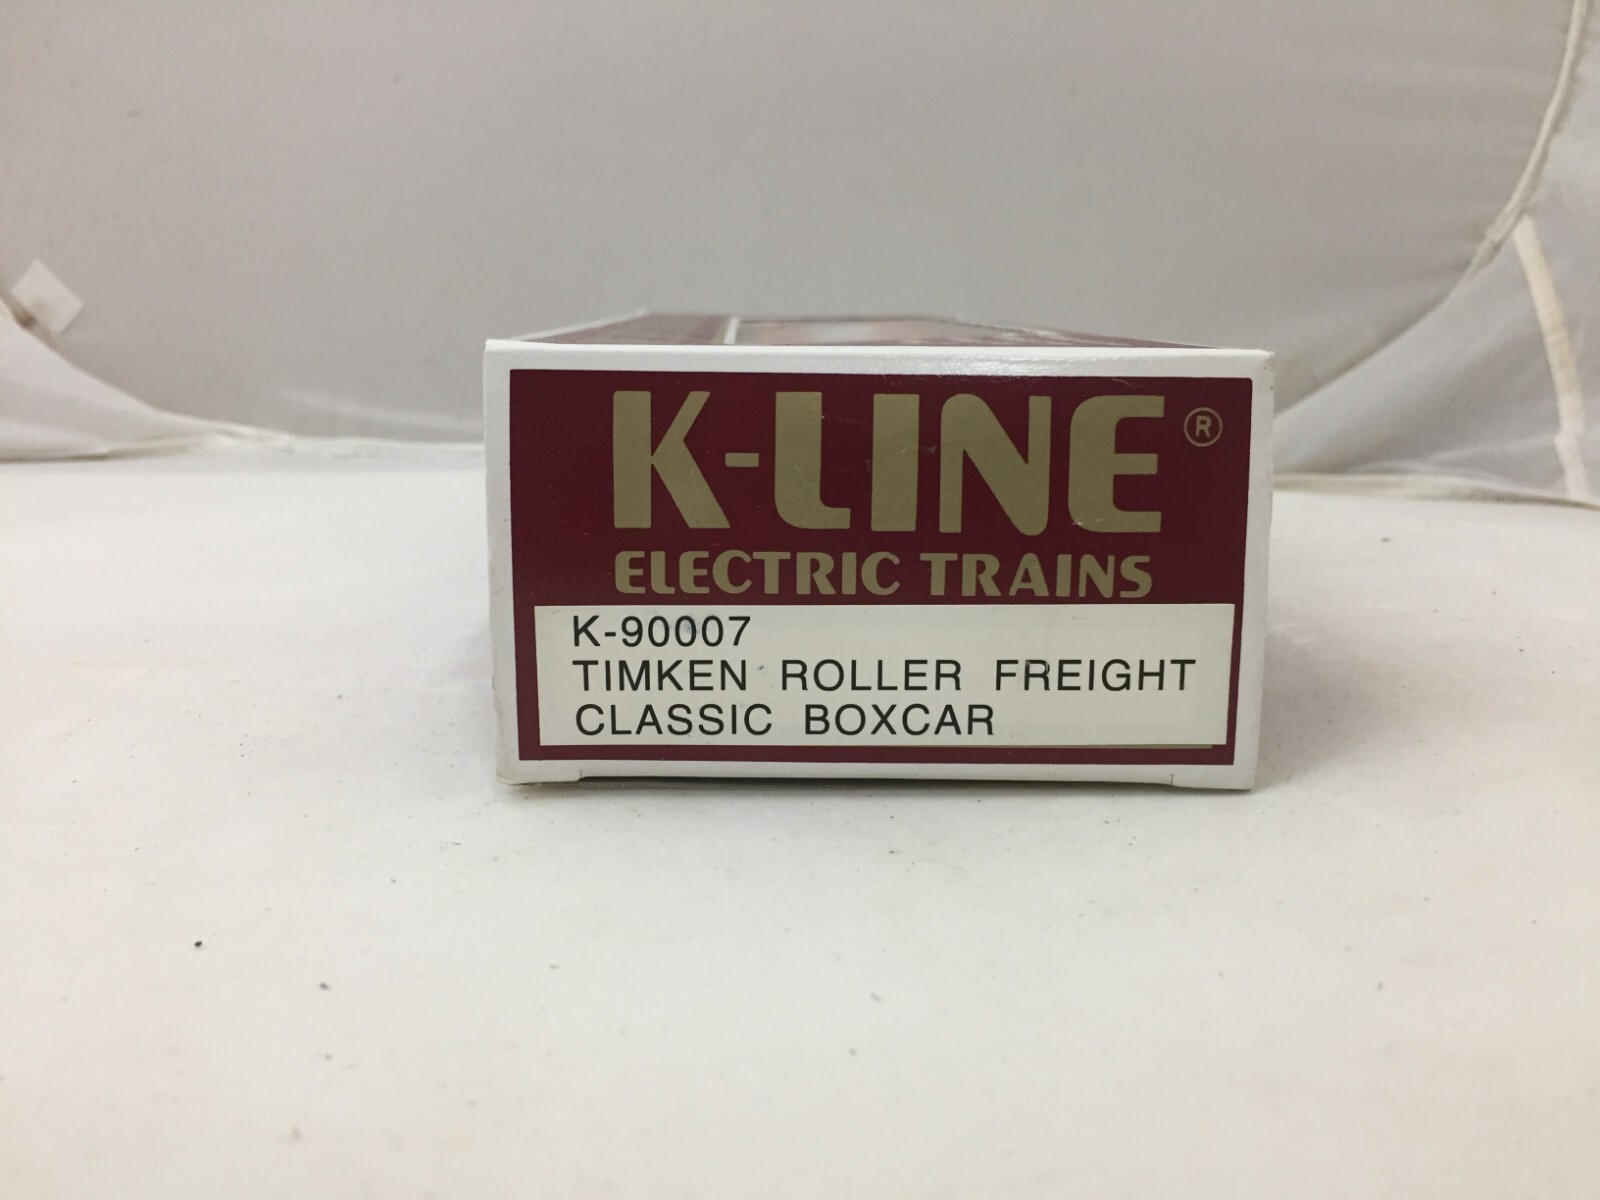 K-LINE®
ELECTRIC TRAINS
K-90007
TIMKEN ROLLER FREIGHT
CLASSIC BOXCAR